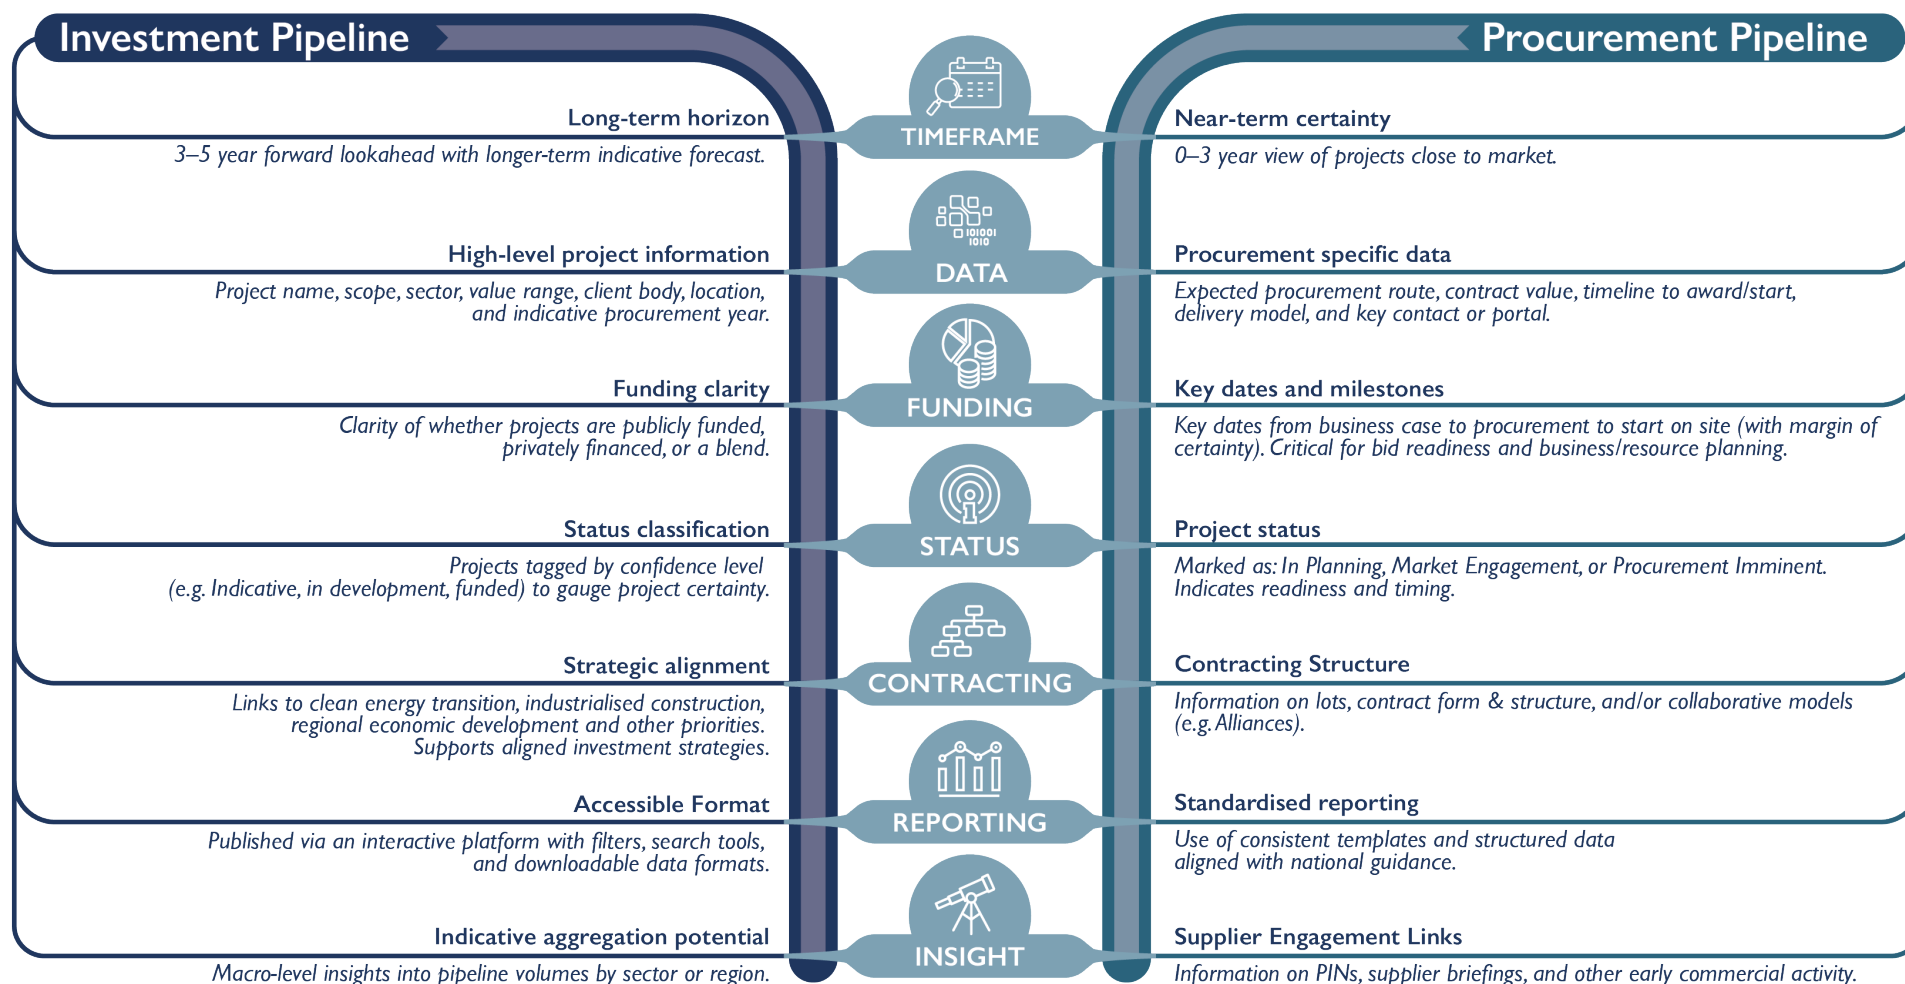 Investment Pipeline
Procurement Pipeline
TIMEFRAME
Long-term horizon
3–5 year forward lookahead with longer-term indicative forecast.
Near-term certainty
0–3 year view of projects close to market.
101001
1010
DATA
High-level project information
Project name, scope, sector, value range, client body, location,
and indicative procurement year.
Procurement specific data
Expected procurement route, contract value, timeline to award/start,
delivery model, and key contact or portal.
FUNDING
Funding clarity
Clarity of whether projects are publicly funded,
privately financed, or a blend.
Key dates and milestones
Key dates from business case to procurement to start on site (with margin of
certainty). Critical for bid readiness and business/resource planning.
STATUS
Status classification
Projects tagged by confidence level
(e.g. Indicative, in development, funded) to gauge project certainty.
Project status
Marked as: In Planning, Market Engagement, or Procurement Imminent.
Indicates readiness and timing.
CONTRACTING
Strategic alignment
Links to clean energy transition, industrialised construction,
regional economic development and other priorities.
Supports aligned investment strategies.
Contracting Structure
Information on lots, contract form & structure, and/or collaborative models
(e.g. Alliances).
REPORTING
Accessible Format
Published via an interactive platform with filters, search tools,
and downloadable data formats.
Standardised reporting
Use of consistent templates and structured data
aligned with national guidance.
INSIGHT
Indicative aggregation potential
Macro-level insights into pipeline volumes by sector or region.
Supplier Engagement Links
Information on PINs, supplier briefings, and other early commercial activity.